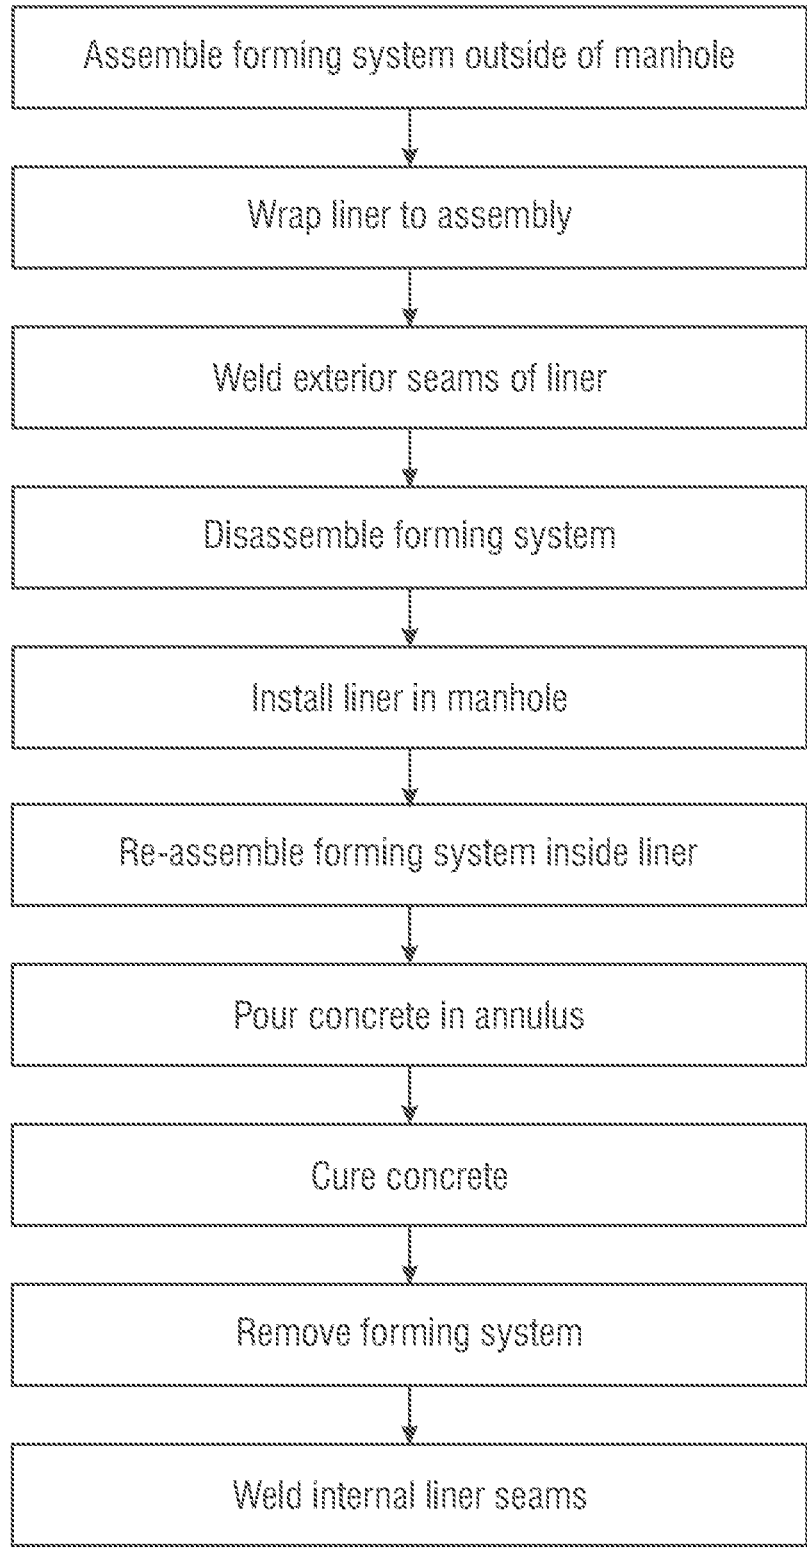 Assemble forming system outside of manhole
Wrap liner to assembly
Weld exterior seams of liner
Disassemble forming system
Install liner in manhole
Re-assemble forming system inside liner
Pour concrete in annulus
Cure concrete
Remove forming system
Weld internal liner seams